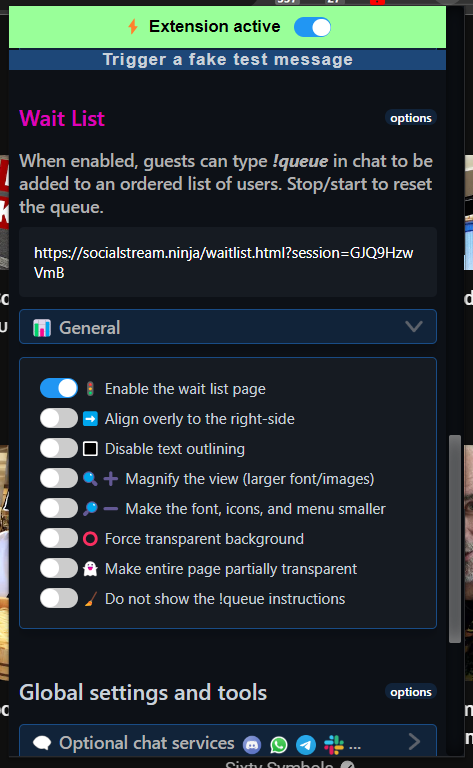 Extension active
Trigger a fake test message
Wait List
options
When enabled, guests can type !queue in chat to be
added to an ordered list of users. Stop/start to reset
the queue.
https://socialstream.ninja/waitlist.html?session=GJQ9Hzw
VmB
General
Enable the wait list page
Align overly to the right-side
Disable text outlining
Magnify the view (larger font/images)
Make the font, icons, and menu smaller
Force transparent background
Make entire page partially transparent
Do not show the !queue instructions
Global settings and tools
options
Optional chat services ...
Sixty Symbols